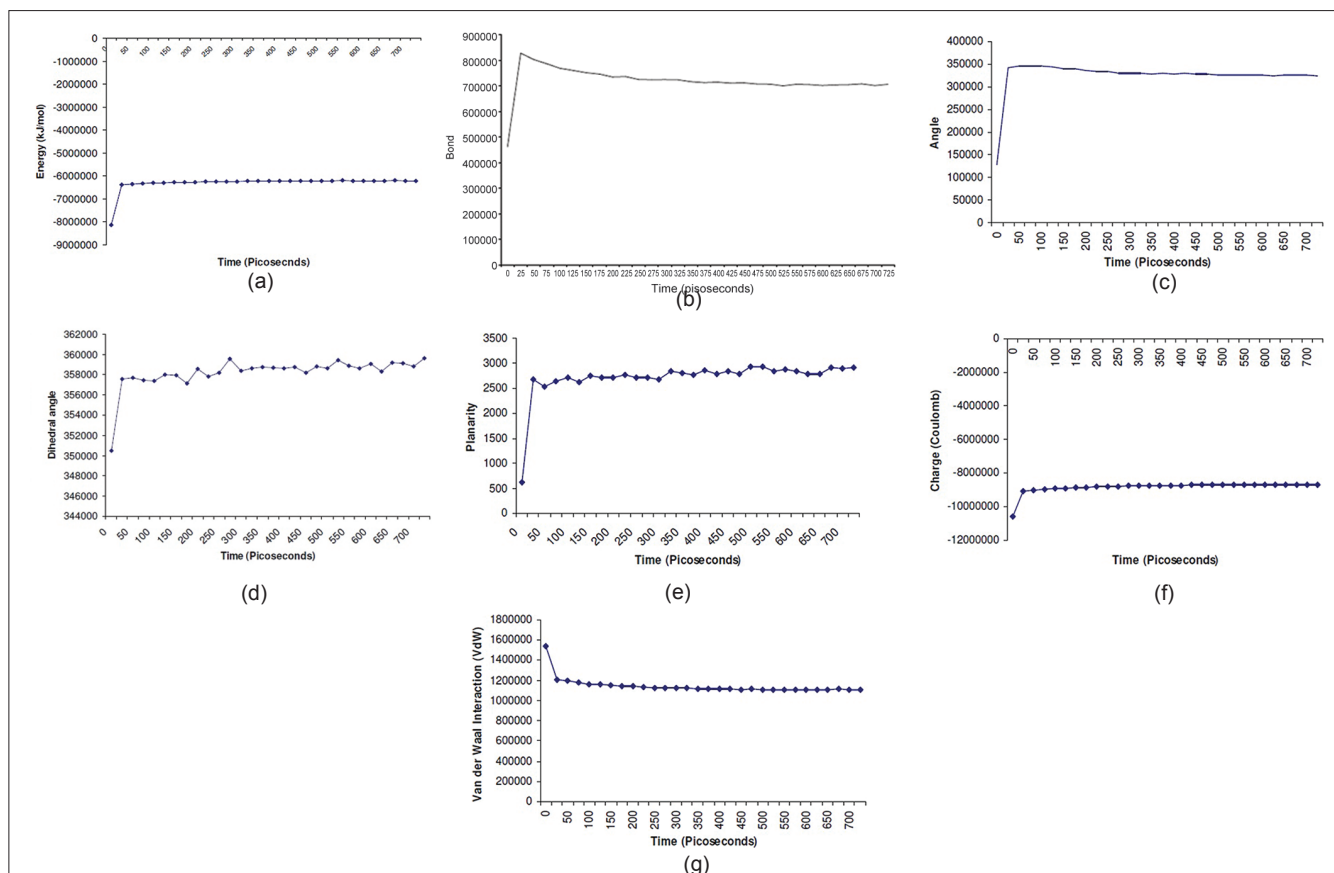 0
-1000000
-2000000
-3000000
-4000000
-5000000
-6000000
-7000000
-8000000
-9000000
0 50 100 150 200 250 300 350 400 450 500 550 600 650 700
Energy (kJ/mol)
Time (Picosecnds)
(a)
900000
800000
700000
600000
500000
400000
300000
200000
100000
0
0 25 50 75 100 125 150 175 200 225 250 275 300 325 350 375 400 425 450 475 500 525 550 575 600 625 650 675 700 725
Bond
Time (pisoseconds)
(b)
400000
350000
300000
250000
200000
150000
100000
50000
0
0 50 100 150 200 250 300 350 400 450 500 550 600 650 700
Angle
Time (Picoseconds)
(c)
362000
360000
358000
356000
354000
352000
350000
348000
346000
344000
0 50 100 150 200 250 300 350 400 450 500 550 600 650 700
Dihedral angle
Time (Picoseconds)
(d)
3500
3000
2500
2000
1500
1000
500
0
0 50 100 150 200 250 300 350 400 450 500 550 600 650 700
Planarity
Time (Picoseconds)
(e)
0
-2000000
-4000000
-6000000
-8000000
-10000000
-12000000
0 50 100 150 200 250 300 350 400 450 500 550 600 650 700
Charge (Coulomb)
Time (Picoseconds)
(f)
1800000
1600000
1400000
1200000
1000000
800000
600000
400000
200000
0
0 50 100 150 200 250 300 350 400 450 500 550 600 650 700
Van der Waal Interaction (VdW)
Time (Picoseconds)
(g)